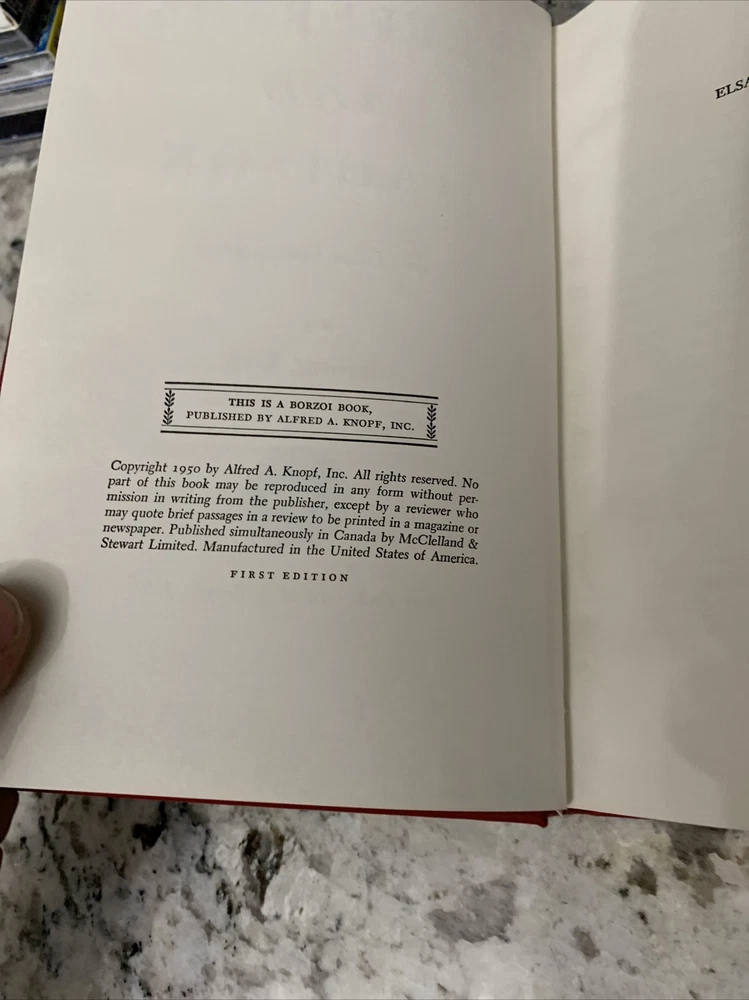 THIS IS A BORZOI BOOK,
PUBLISHED BY ALFRED A. KNOPF, INC.
Copyright 1950 by Alfred A. Knopf, Inc. All rights reserved. No
part of this book may be reproduced in any form without per-
mission in writing from the publisher, except by a reviewer who
may quote brief passages in a review to be printed in a magazine or
newspaper. Published simultaneously in Canada by McClelland &
Stewart Limited. Manufactured in the United States of America.
FIRST EDITION
ELSA